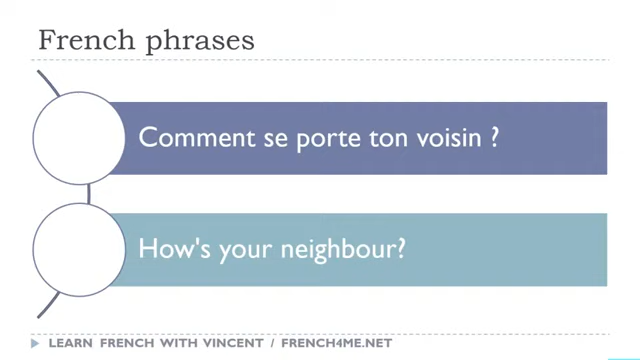 French phrases
Comment se porte ton voisin ?
How's your neighbour?
LEARN FRENCH WITH VINCENT / FRENCH4ME.NET